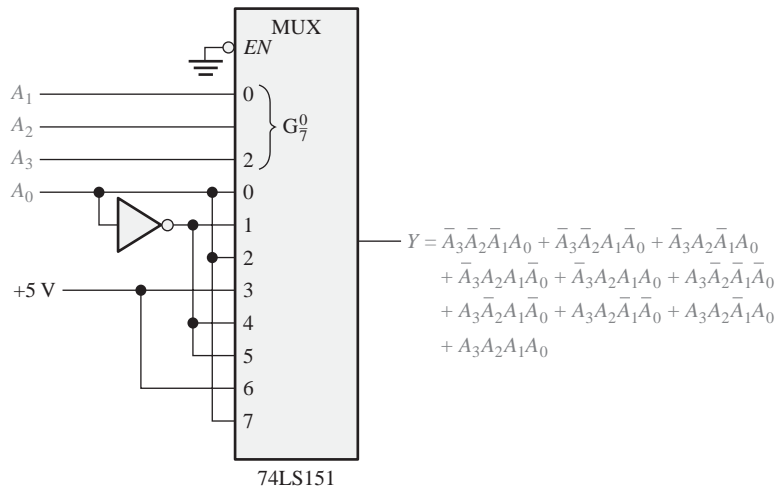 MUX
EN
A₁ 0
A₂ G 0/7
A₃ 2
A₀ 0
1
2
+5 V 3
4
5
6
7
Y = A̅₃A̅₂A̅₁A₀ + A̅₃A̅₂A₁A̅₀ + A̅₃A₂A̅₁A₀
+ A̅₃A₂A₁A̅₀ + A̅₃A₂A₁A₀ + A₃A̅₂A̅₁A̅₀
+ A₃A̅₂A₁A̅₀ + A₃A₂A̅₁A̅₀ + A₃A₂A̅₁A₀
+ A₃A₂A₁A₀
74LS151